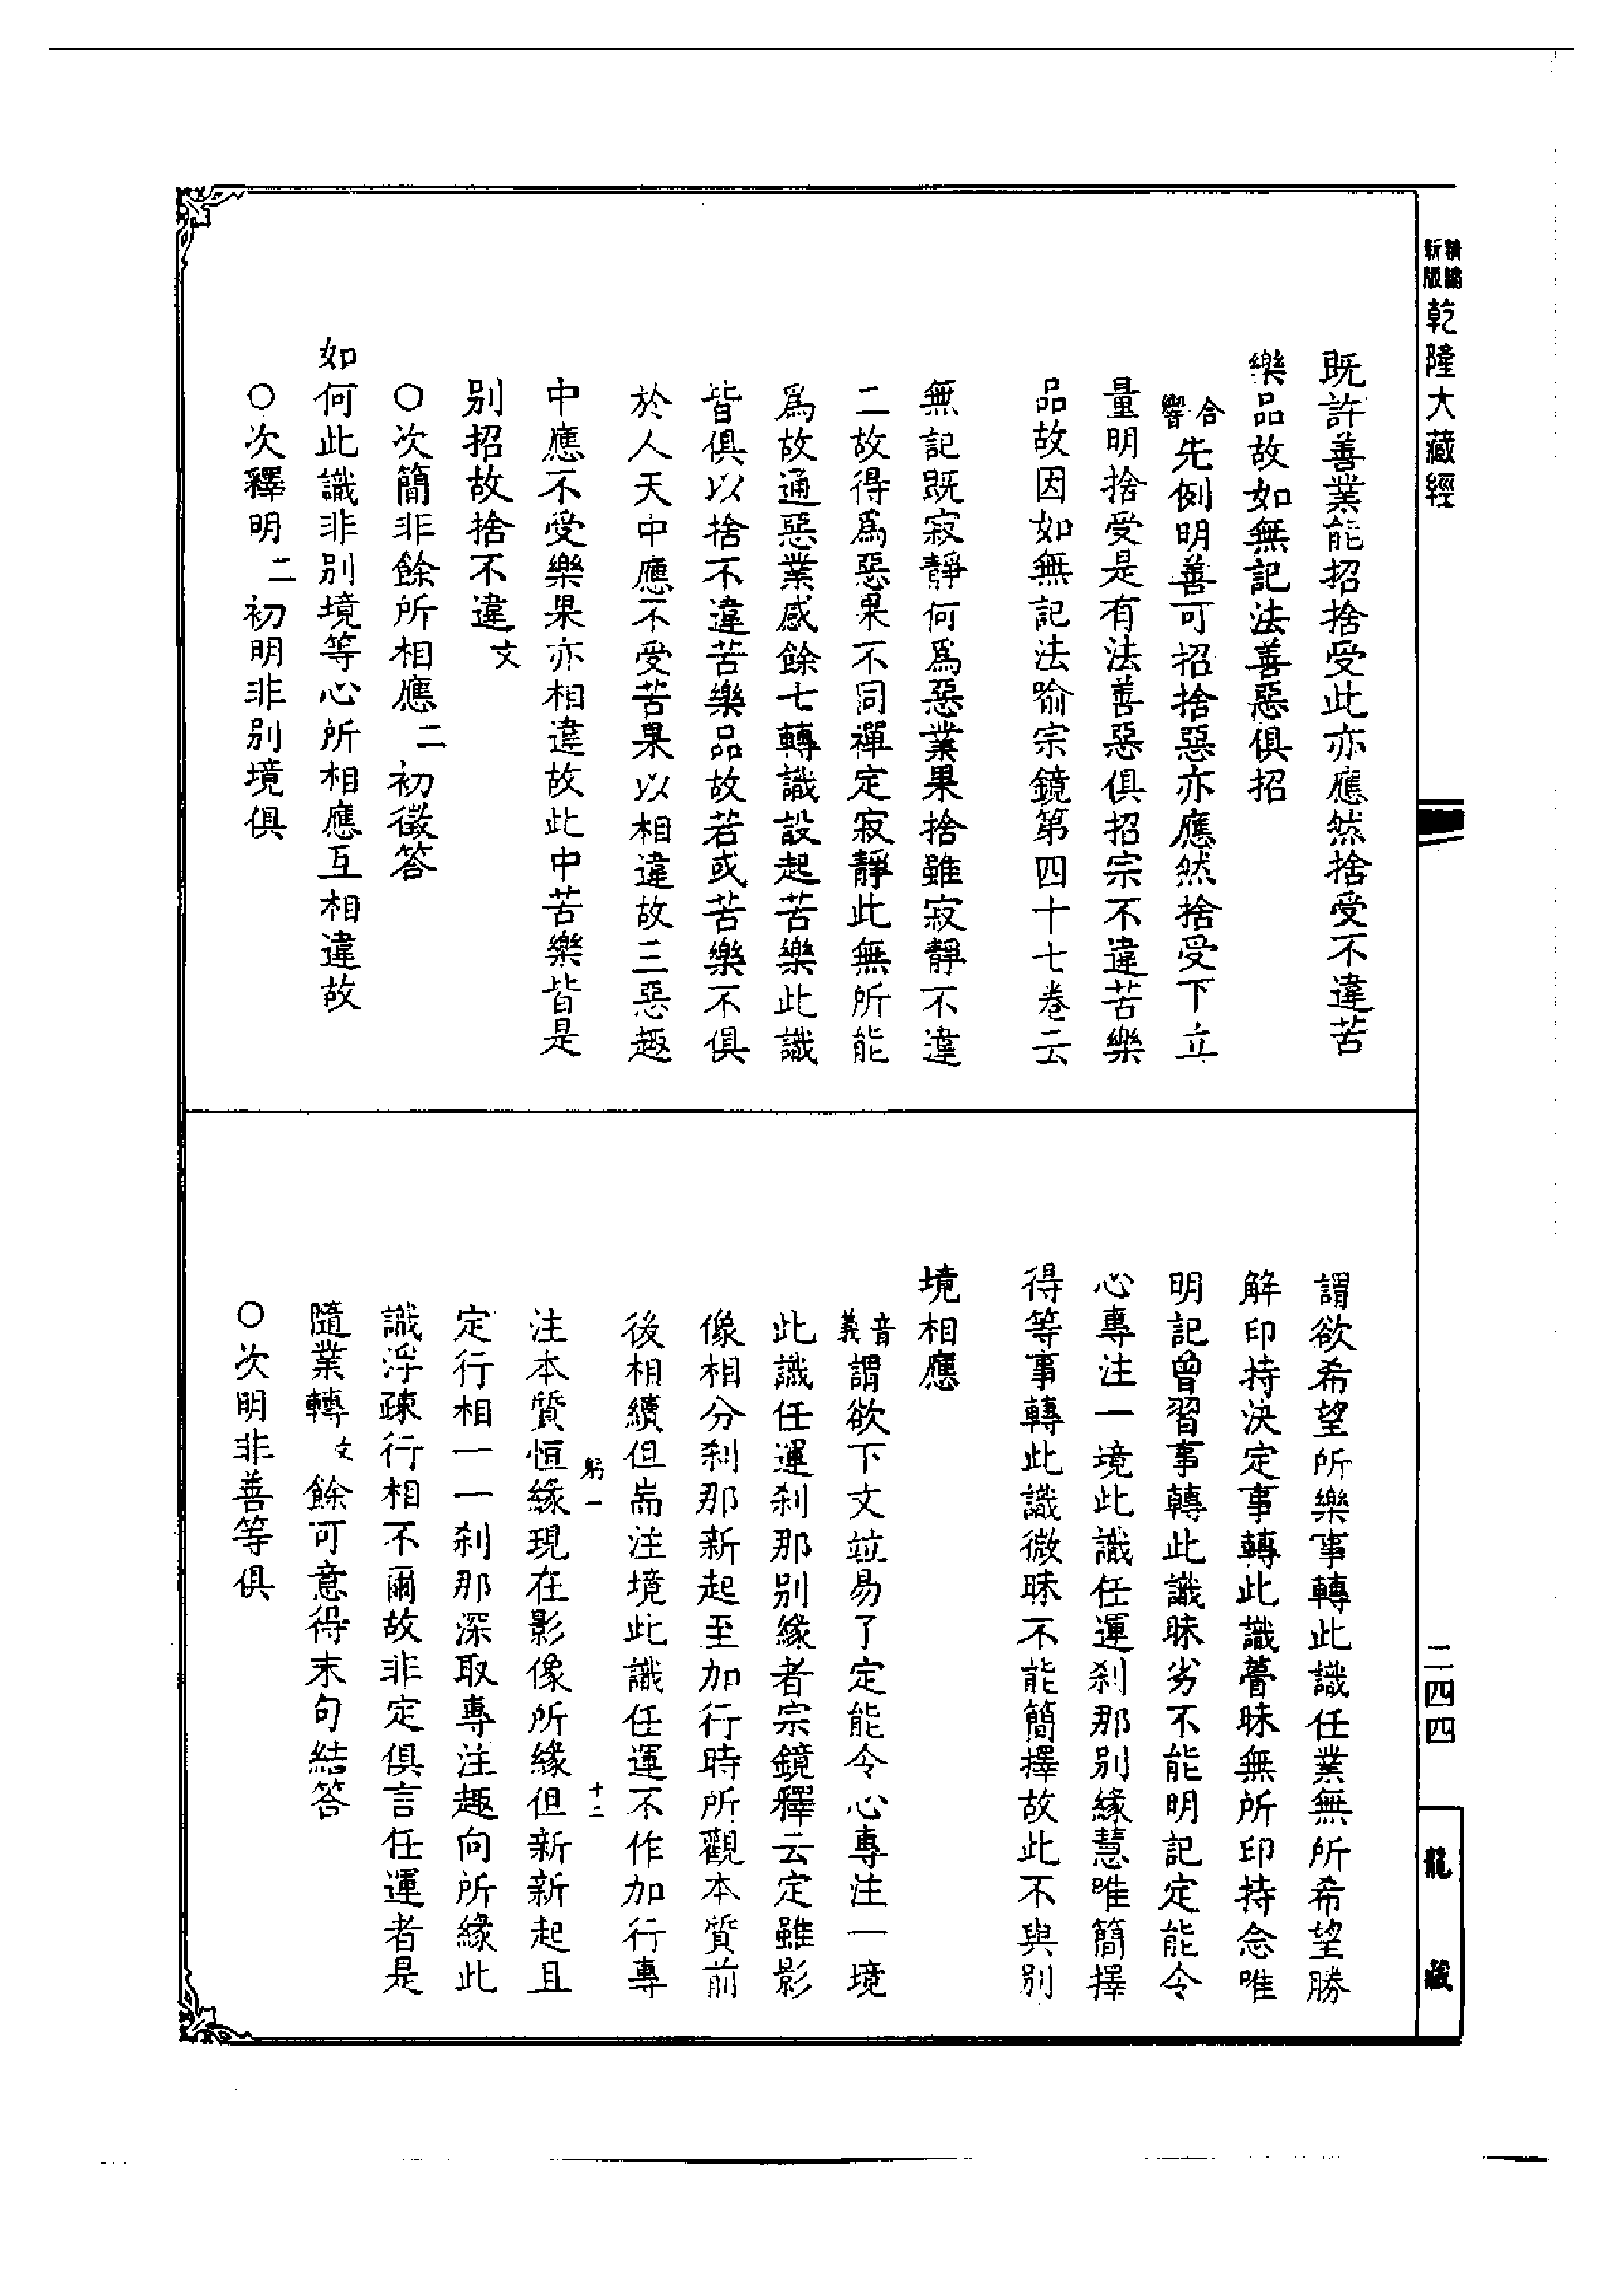 新編
新版
乾隆大藏經
既許善業能招捨受此亦應然捨受不違苦
樂品故如無記法善惡俱招
合響先例明善可招捨惡亦應然捨受下立
量明捨受是有法善惡俱招宗不違苦樂
品故因如無記法喻宗鏡第四十七卷云
無記既寂靜何爲惡業果捨雖寂靜不違
二故得爲惡果不同禪定寂靜此無所能
爲故通惡業感餘七轉識設起苦樂此識
皆俱以捨不違苦樂品故若或苦樂不俱
於人天中應不受苦果以相違故三惡趣
中應不受樂果亦相違故此中苦樂皆是
別招故捨不違文
○次簡非餘所相應二初徵答
如何此識非別境等心所相應互相違故
○次釋明二初明非別境俱
謂欲希望所樂事轉此識任業無所希望勝
解印持決定事轉此識瞢昧無所印持念唯
明記曾習事轉此識昧劣不能明記定能令
心專注一境此識任運刹那別緣慧唯簡擇
得等事轉此識微昧不能簡擇故此不與別
境相應
音義謂欲下文竝易了定能令心專注一境
此識任運刹那別緣者宗鏡釋云定雖影
像相分刹那新起至加行時所觀本質前
後相續但耑注境此識任運不作加行專
躬一 十二
注本質恒緣現在影像所緣但新新起且
定行相一一刹那深取專注趣向所緣此
識浮疎行相不爾故非定俱言任運者是
隨業轉文餘可意得末句結答
○次明非善等俱
二四四
龍藏